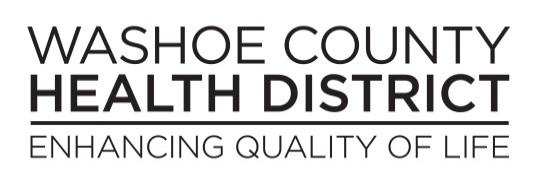 WASHOE COUNTY
HEALTH DISTRICT
ENHANCING QUALITY OF LIFE